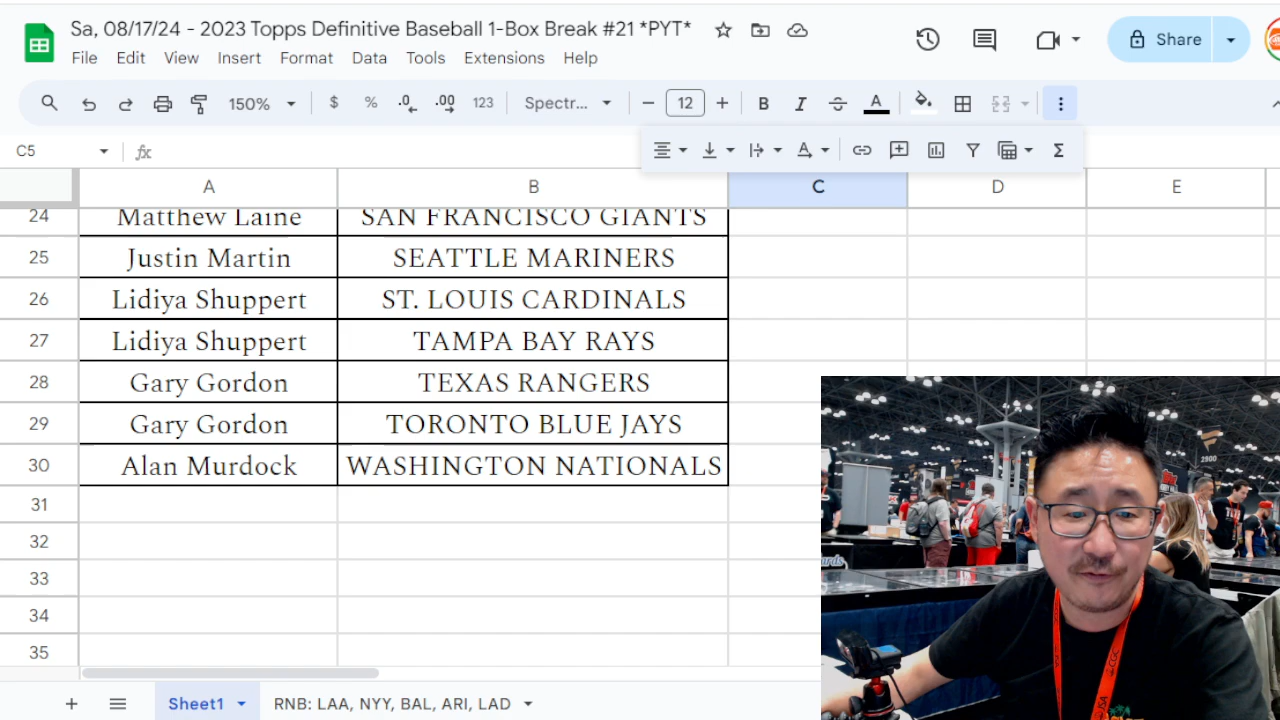 Sa, 08/17/24 - 2023 Topps Definitive Baseball 1-Box Break #21 *PYT*
File Edit View Insert Format Data Tools Extensions Help
Share
150% $ % .0 .00 123 Spectr... − 12 + B I S A
C5 fx
A B C D E
24 Matthew Laine SAN FRANCISCO GIANTS
25 Justin Martin SEATTLE MARINERS
26 Lidiya Shuppert ST. LOUIS CARDINALS
27 Lidiya Shuppert TAMPA BAY RAYS
28 Gary Gordon TEXAS RANGERS
29 Gary Gordon TORONTO BLUE JAYS
30 Alan Murdock WASHINGTON NATIONALS
31
32
33
34
35
2900
CGC
+ Sheet1 RNB: LAA, NYY, BAL, ARI, LAD